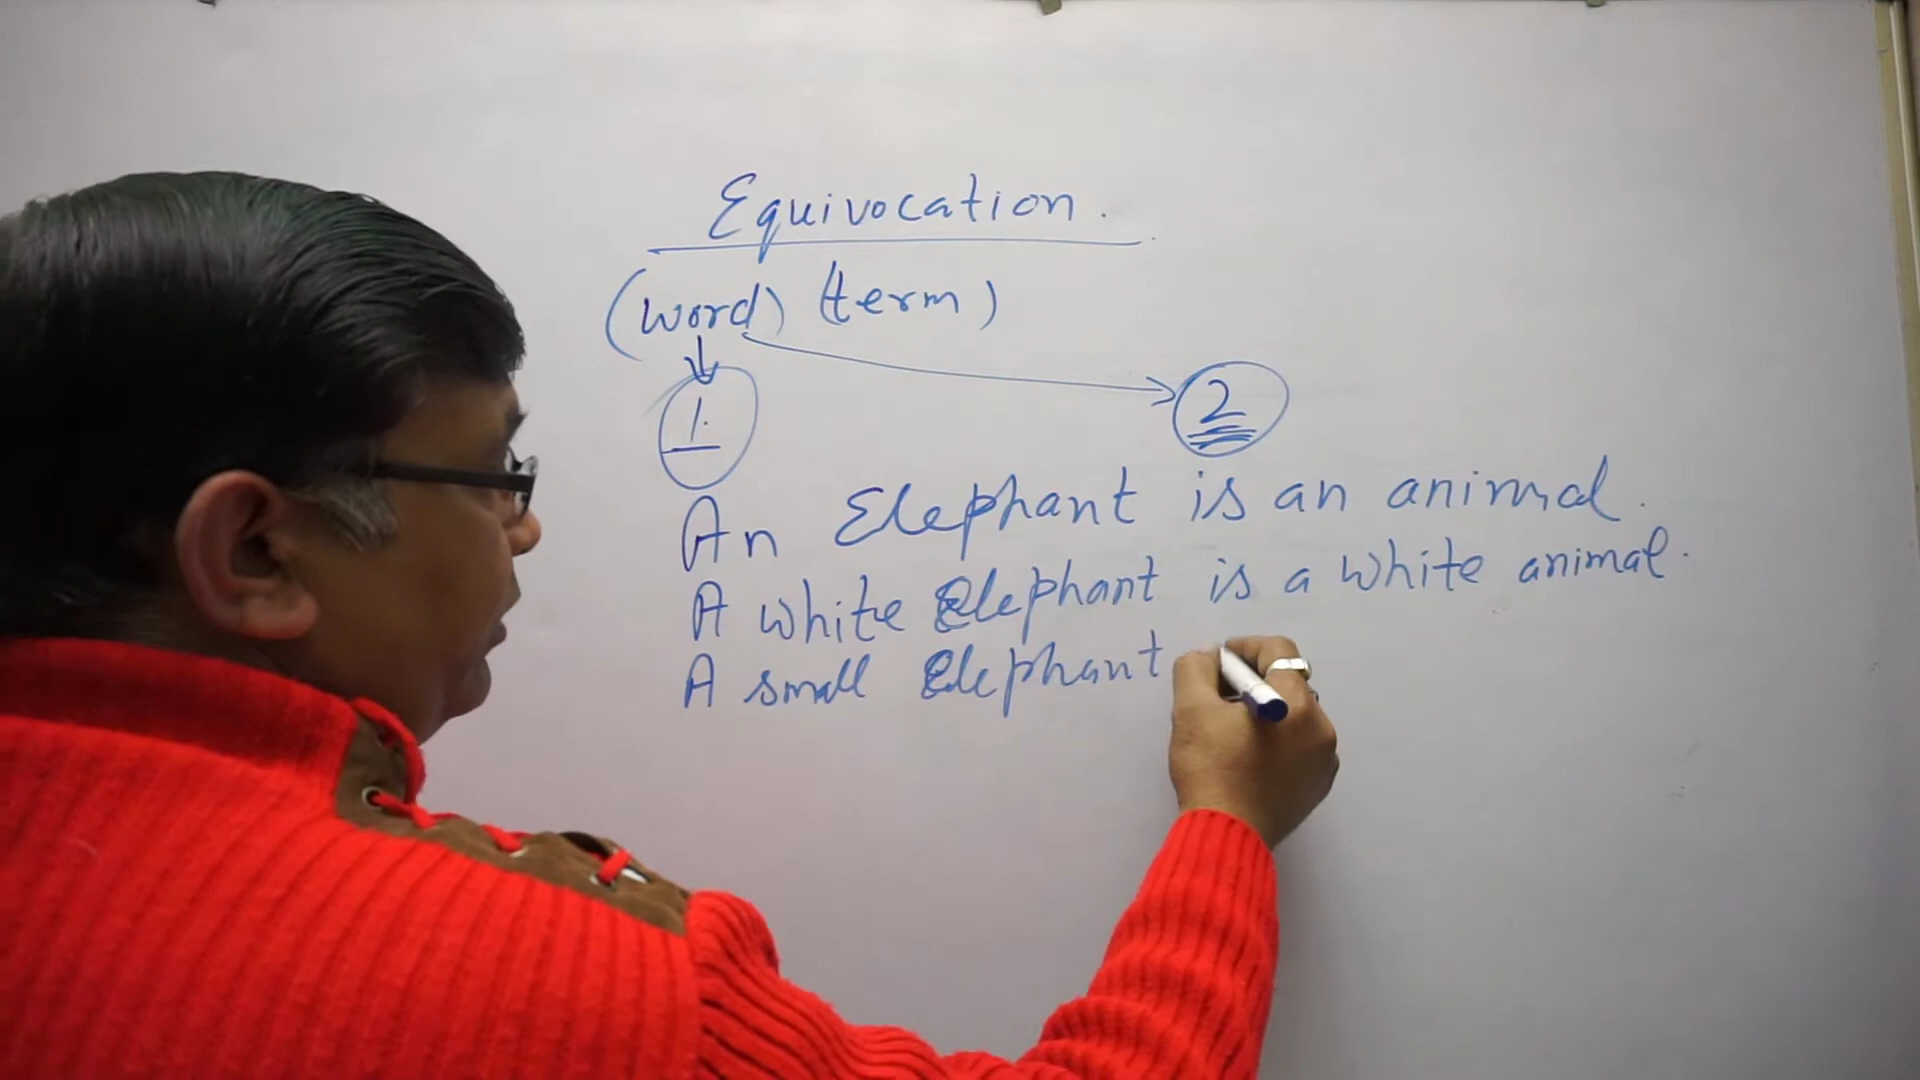 Equivocation.
(word) (term)
1. 2
An Elephant is an animal.
A white Elephant is a white animal.
A small Elephant